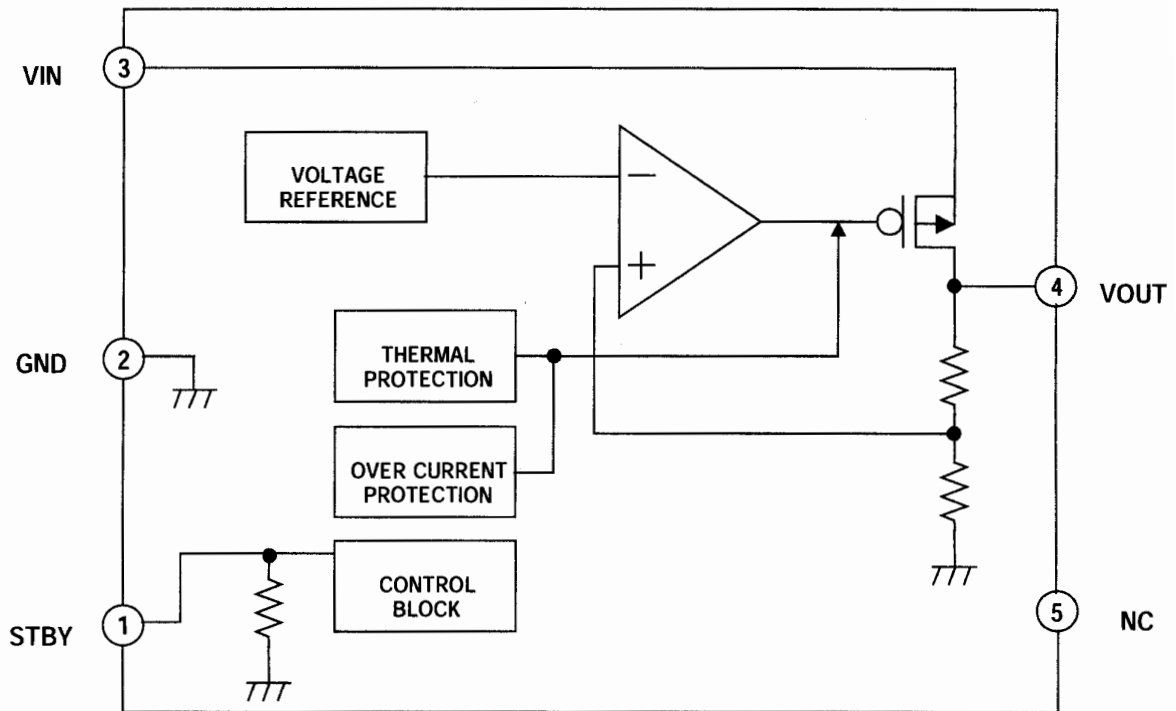 VIN
3
VOLTAGE
REFERENCE
−
+
4
VOUT
GND
2
THERMAL
PROTECTION
OVER CURRENT
PROTECTION
CONTROL
BLOCK
STBY
1
5
NC